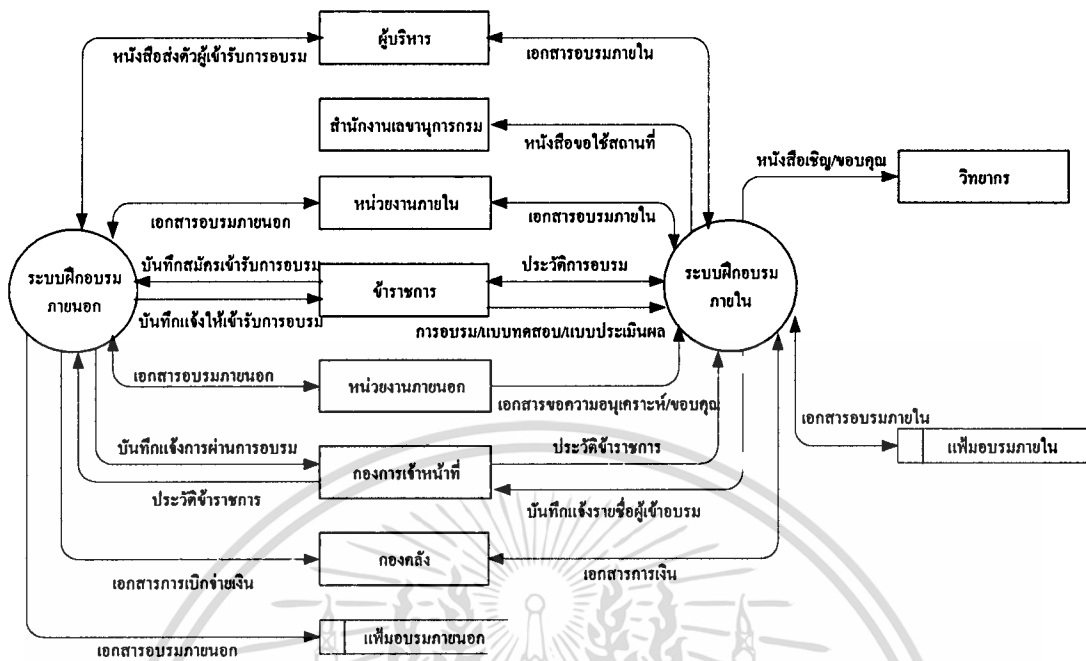 ผู้บริหาร
หนังสือส่งตัวผู้เข้ารับการอบรม
เอกสารอบรมภายใน
สำนักงานเลขานุการกรม
หนังสือขอใช้สถานที่
หนังสือเชิญ/ขอบคุณ
วิทยากร
หน่วยงานภายใน
เอกสารอบรมภายนอก
เอกสารอบรมภายใน
ระบบฝึกอบรม
ภายนอก
บันทึกสมัครเข้ารับการอบรม
ข้าราชการ
ประวัติการอบรม
ระบบฝึกอบรม
ภายใน
บันทึกแจ้งให้เข้ารับการอบรม
การอบรม/แบบทดสอบ/แบบประเมินผล
เอกสารอบรมภายนอก
หน่วยงานภายนอก
เอกสารขอความอนุเคราะห์/ขอบคุณ
เอกสารอบรมภายใน
แฟ้มอบรมภายใน
บันทึกแจ้งการผ่านการอบรม
กองการเจ้าหน้าที่
ประวัติข้าราชการ
ประวัติข้าราชการ
บันทึกแจ้งรายชื่อผู้เข้าอบรม
กองคลัง
เอกสารการเบิกจ่ายเงิน
เอกสารการเงิน
แฟ้มอบรมภายนอก
เอกสารอบรมภายนอก